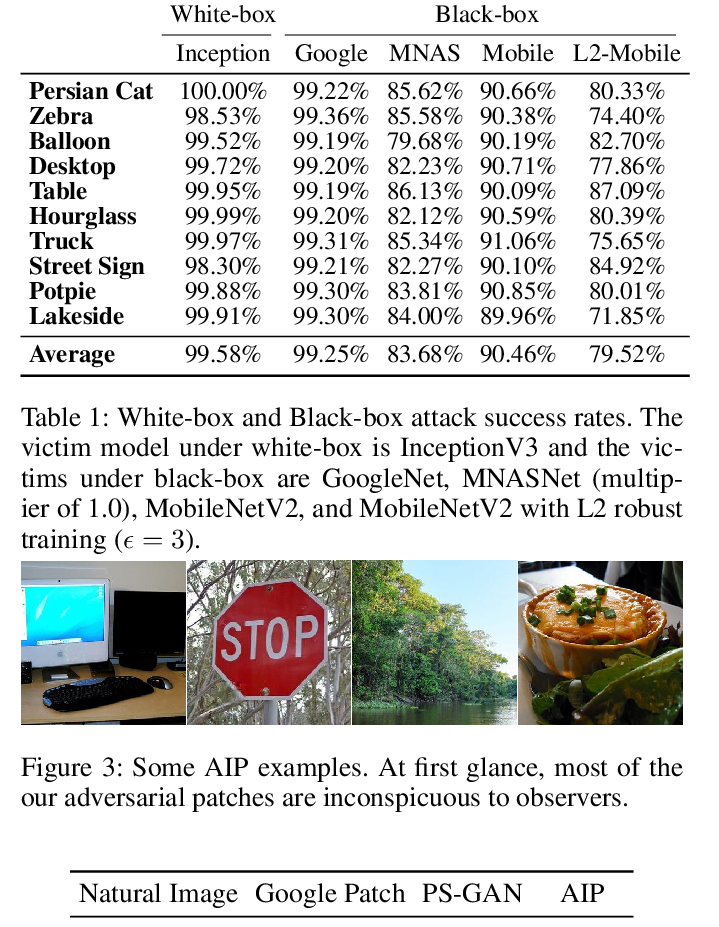 White-box Black-box
Inception Google MNAS Mobile L2-Mobile
Persian Cat 100.00% 99.22% 85.62% 90.66% 80.33%
Zebra 98.53% 99.36% 85.58% 90.38% 74.40%
Balloon 99.52% 99.19% 79.68% 90.19% 82.70%
Desktop 99.72% 99.20% 82.23% 90.71% 77.86%
Table 99.95% 99.19% 86.13% 90.09% 87.09%
Hourglass 99.99% 99.20% 82.12% 90.59% 80.39%
Truck 99.97% 99.31% 85.34% 91.06% 75.65%
Street Sign 98.30% 99.21% 82.27% 90.10% 84.92%
Potpie 99.88% 99.30% 83.81% 90.85% 80.01%
Lakeside 99.91% 99.30% 84.00% 89.96% 71.85%
Average 99.58% 99.25% 83.68% 90.46% 79.52%
Table 1: White-box and Black-box attack success rates. The
victim model under white-box is InceptionV3 and the vic-
tims under black-box are GoogleNet, MNASNet (multip-
ier of 1.0), MobileNetV2, and MobileNetV2 with L2 robust
training (ϵ = 3).
STOP
Figure 3: Some AIP examples. At first glance, most of the
our adversarial patches are inconspicuous to observers.
Natural Image Google Patch PS-GAN AIP